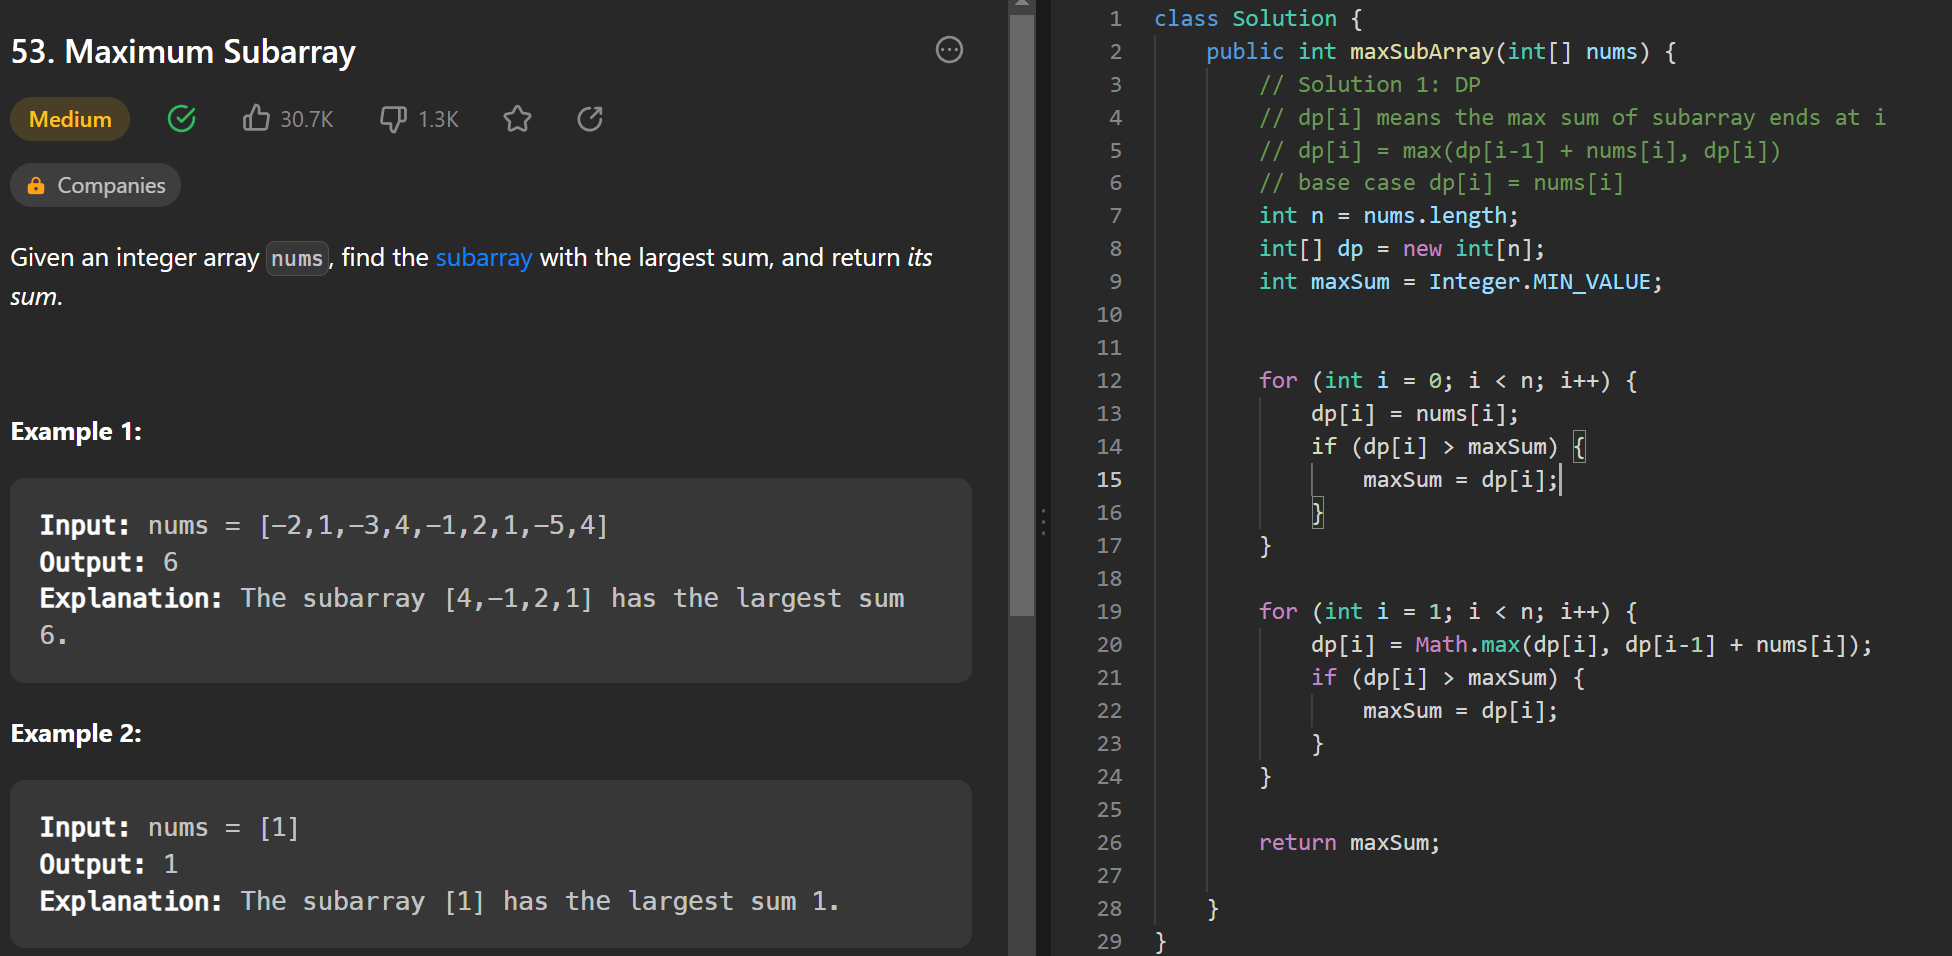 53. Maximum Subarray
Medium 30.7K 1.3K
Companies
Given an integer array nums, find the subarray with the largest sum, and return its
sum.
Example 1:
Input: nums = [-2,1,-3,4,-1,2,1,-5,4]
Output: 6
Explanation: The subarray [4,-1,2,1] has the largest sum
6.
Example 2:
Input: nums = [1]
Output: 1
Explanation: The subarray [1] has the largest sum 1.
1 class Solution {
2     public int maxSubArray(int[] nums) {
3         // Solution 1: DP
4         // dp[i] means the max sum of subarray ends at i
5         // dp[i] = max(dp[i-1] + nums[i], dp[i])
6         // base case dp[i] = nums[i]
7         int n = nums.length;
8         int[] dp = new int[n];
9         int maxSum = Integer.MIN_VALUE;
10
11
12         for (int i = 0; i < n; i++) {
13             dp[i] = nums[i];
14             if (dp[i] > maxSum) {
15                 maxSum = dp[i];
16             }
17         }
18
19         for (int i = 1; i < n; i++) {
20             dp[i] = Math.max(dp[i], dp[i-1] + nums[i]);
21             if (dp[i] > maxSum) {
22                 maxSum = dp[i];
23             }
24         }
25
26         return maxSum;
27
28     }
29 }